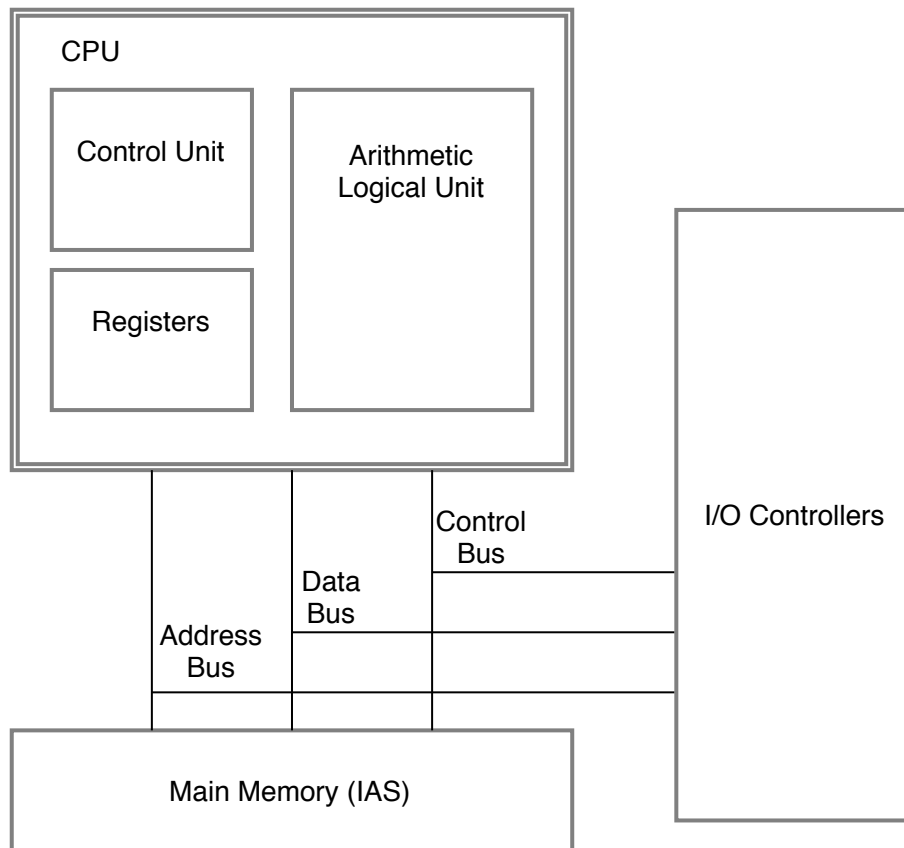 CPU
Control Unit
Arithmetic
Logical Unit
Registers
Control
Bus
Data
Bus
Address
Bus
I/O Controllers
Main Memory (IAS)